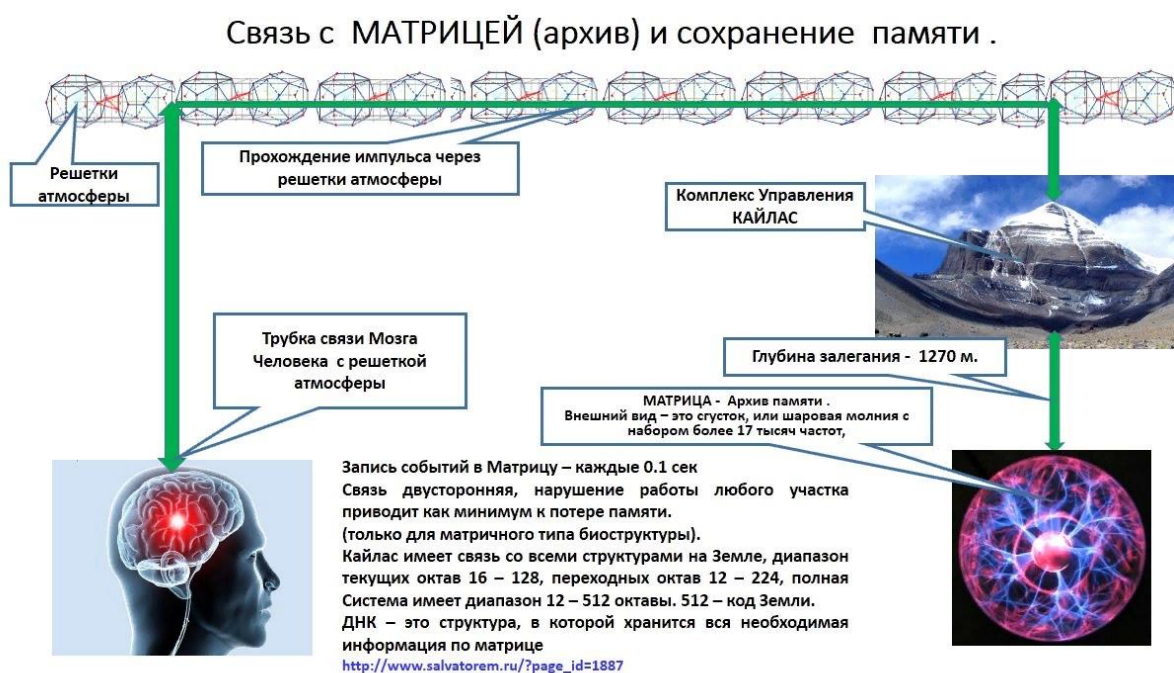 Связь с МАТРИЦЕЙ (архив) и сохранение памяти .
Решетки
атмосферы
Прохождение импульса через
решетки атмосферы
Комплекс Управления
КАЙЛАС
Трубка связи Мозга
Человека с решеткой
атмосферы
Глубина залегания - 1270 м.
МАТРИЦА - Архив памяти .
Внешний вид – это сгусток, или шаровая молния с
набором более 17 тысяч частот,
Запись событий в Матрицу – каждые 0.1 сек
Связь двусторонняя, нарушение работы любого участка
приводит как минимум к потере памяти.
(только для матричного типа биоструктуры).
Кайлас имеет связь со всеми структурами на Земле, диапазон
текущих октав 16 – 128, переходных октав 12 – 224, полная
Система имеет диапазон 12 – 512 октавы. 512 – код Земли.
ДНК – это структура, в которой хранится вся необходимая
информация по матрице
http://www.salvatorem.ru/?page_id=1887